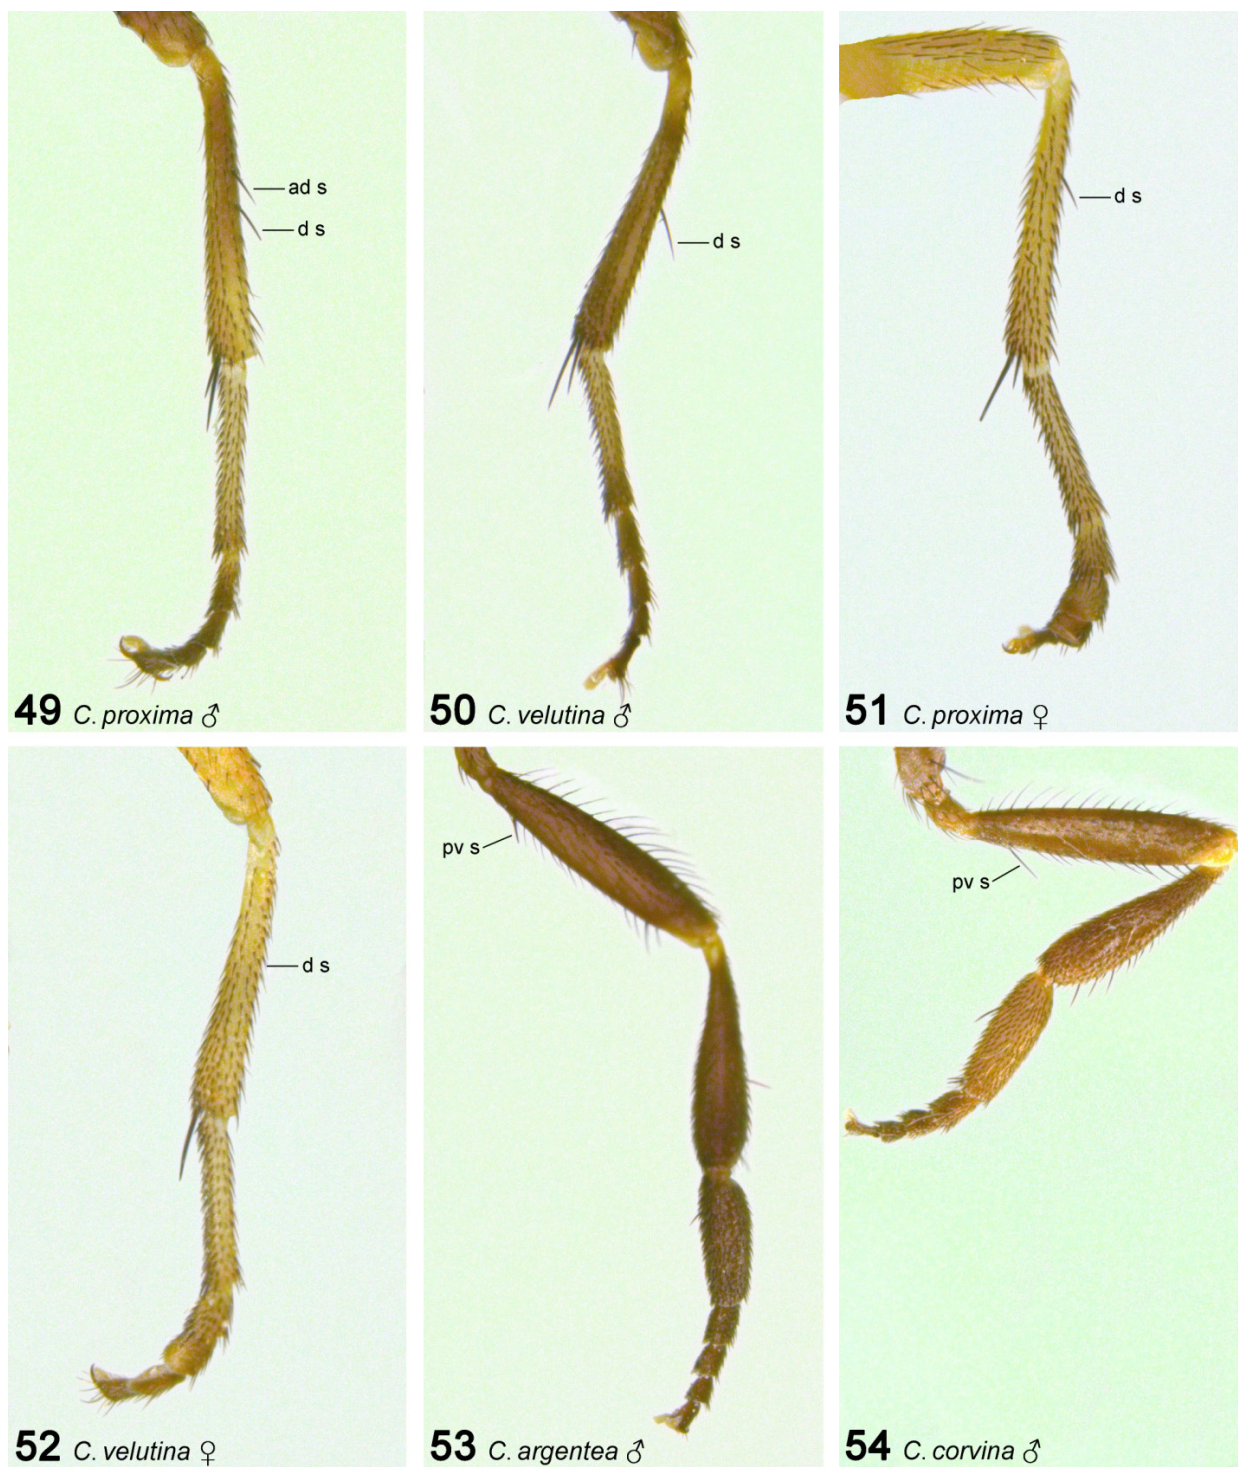 ad s
d s
49 C. proxima ♂
d s
50 C. velutina ♂
d s
51 C. proxima ♀
d s
52 C. velutina ♀
pv s
53 C. argentea ♂
pv s
54 C. corvina ♂